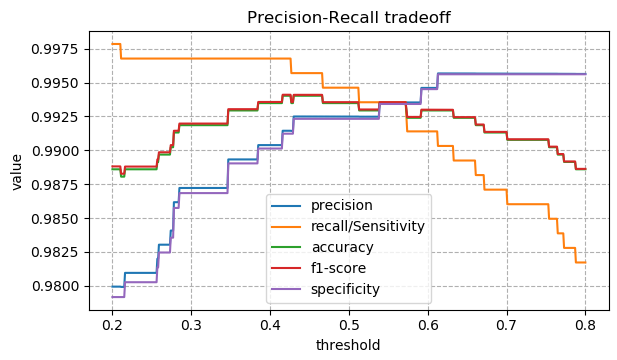 Precision-Recall tradeoff
value
0.9975
0.9950
0.9925
0.9900
0.9875
0.9850
0.9825
0.9800
precision
recall/Sensitivity
accuracy
f1-score
specificity
0.2 0.3 0.4 0.5 0.6 0.7 0.8
threshold